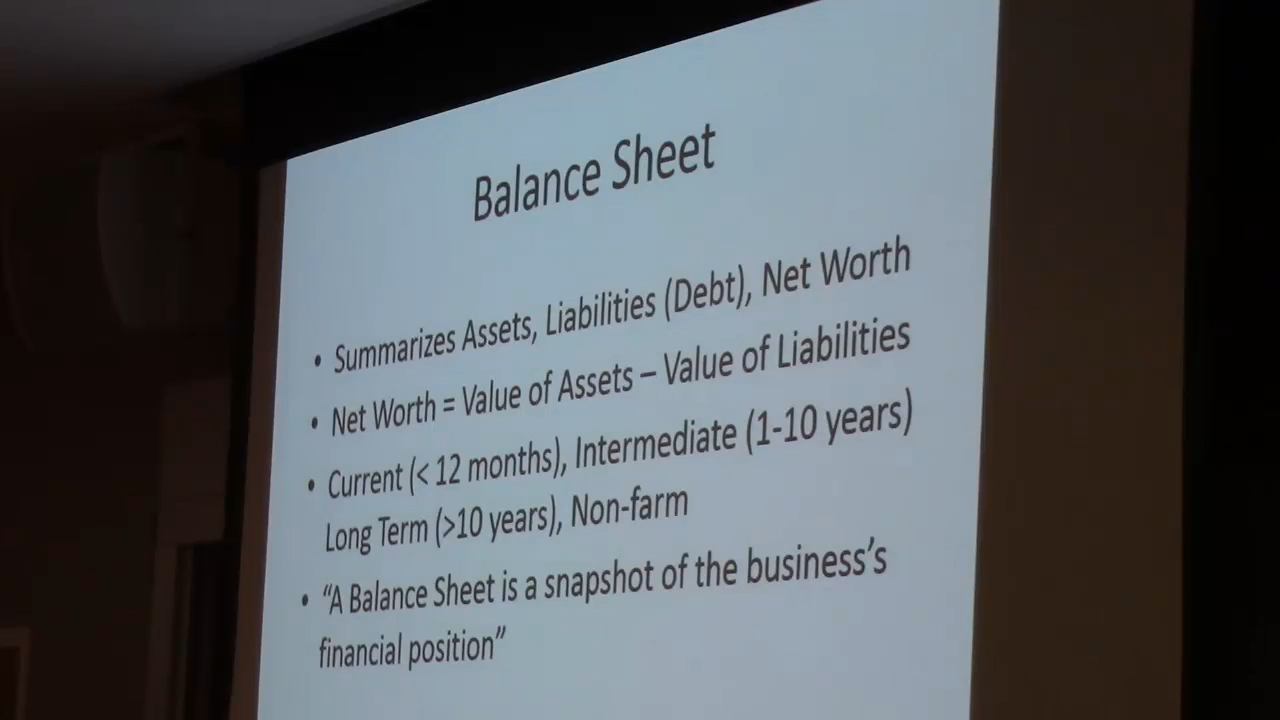 Balance Sheet
• Summarizes Assets, Liabilities (Debt), Net Worth
• Net Worth = Value of Assets – Value of Liabilities
• Current (< 12 months), Intermediate (1-10 years)
Long Term (>10 years), Non-farm
• “A Balance Sheet is a snapshot of the business’s
financial position”